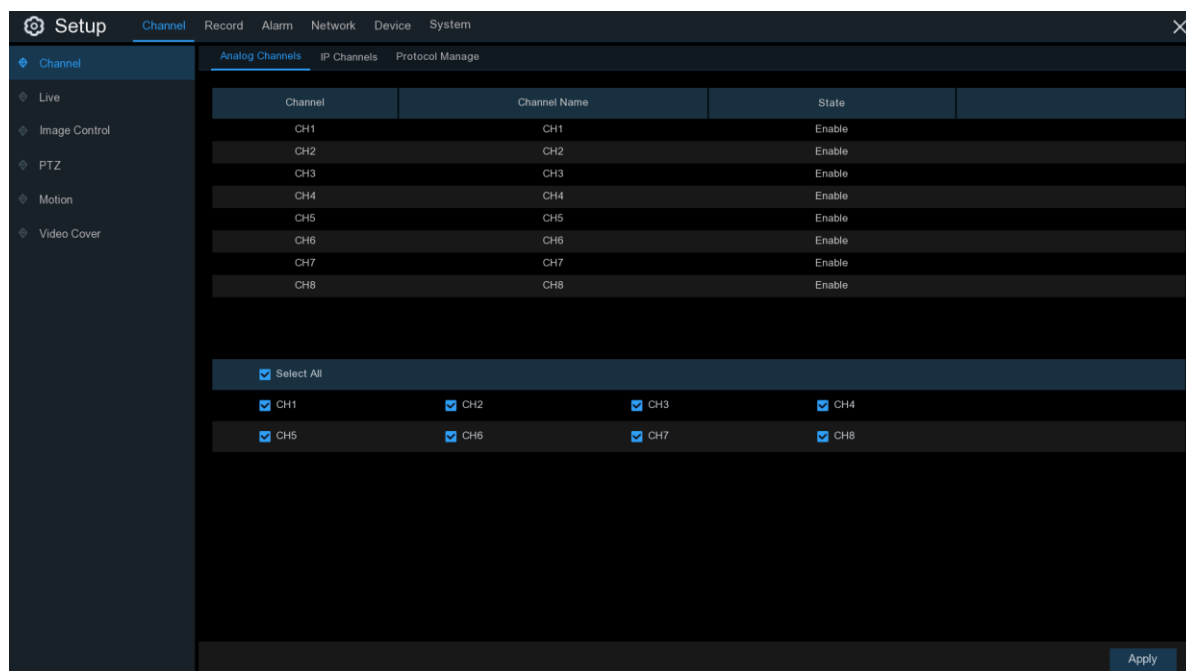 Setup Channel Record Alarm Network Device System
Channel
Live
Image Control
PTZ
Motion
Video Cover
Analog Channels IP Channels Protocol Manage
Channel Channel Name State
CH1 CH1 Enable
CH2 CH2 Enable
CH3 CH3 Enable
CH4 CH4 Enable
CH5 CH5 Enable
CH6 CH6 Enable
CH7 CH7 Enable
CH8 CH8 Enable
Select All
CH1 CH2 CH3 CH4
CH5 CH6 CH7 CH8
Apply